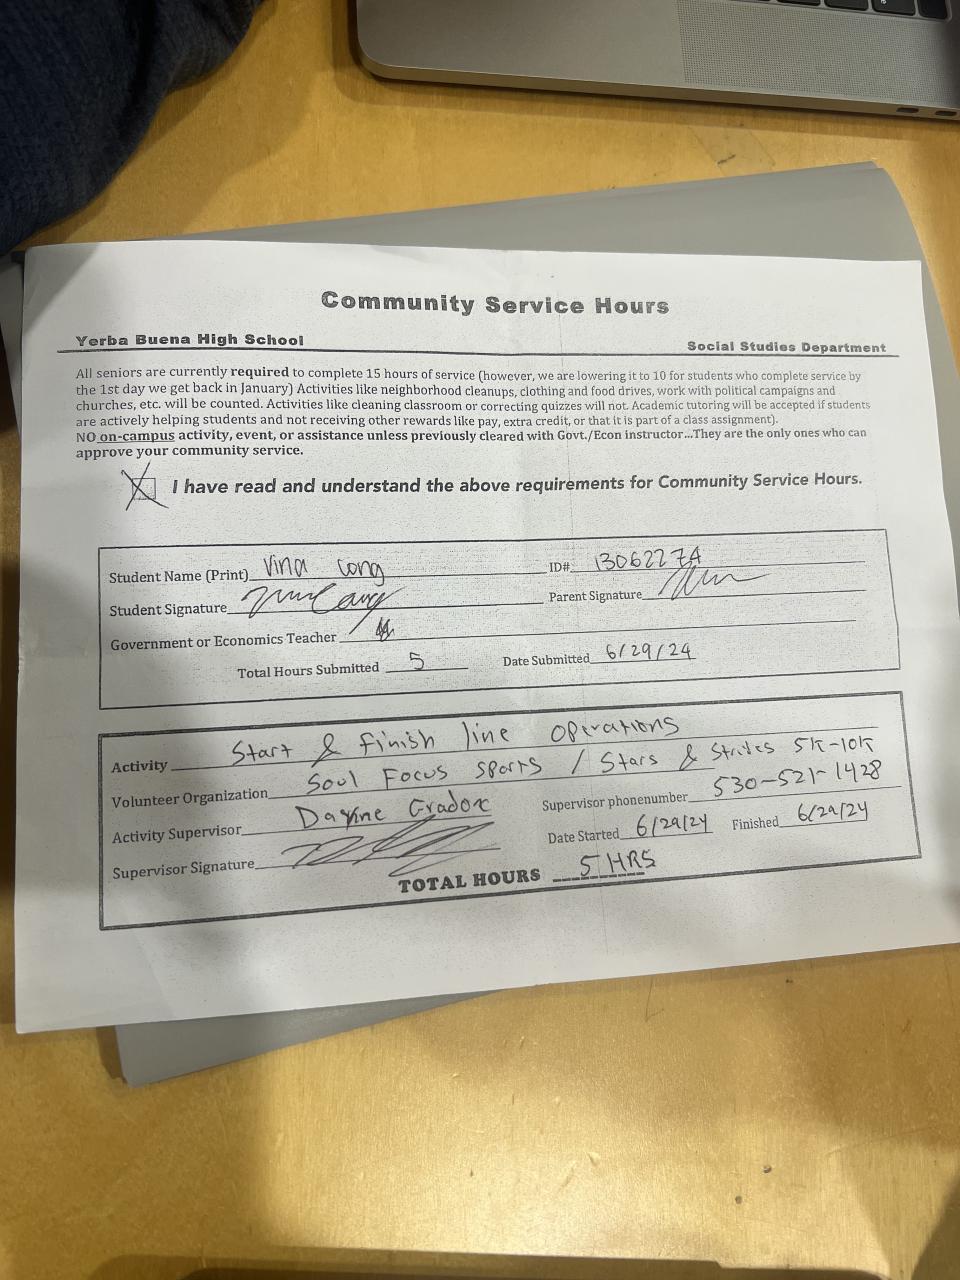 Community Service Hours
Yerba Buena High School Social Studies Department
All seniors are currently required to complete 15 hours of service (however, we are lowering it to 10 for students who complete service by
the 1st day we get back in January) Activities like neighborhood cleanups, clothing and food drives, work with political campaigns and
churches, etc. will be counted. Activities like cleaning classroom or correcting quizzes will not. Academic tutoring will be accepted if students
are actively helping students and not receiving other rewards like pay, extra credit, or that it is part of a class assignment).
NO on-campus activity, event, or assistance unless previously cleared with Govt./Econ instructor...They are the only ones who can
approve your community service.
I have read and understand the above requirements for Community Service Hours.
Student Name (Print) Vina Cong ID# 13062274
Student Signature Parent Signature
Government or Economics Teacher
Total Hours Submitted 5 Date Submitted 6/29/24
Activity Start & finish line operations
Volunteer Organization Soul Focus Sports / Stars & Strides 5K-10K
Activity Supervisor Supervisor phonenumber 530-521-1428
Supervisor Signature Date Started 6/29/24 Finished 6/29/24
TOTAL HOURS 5 HRS